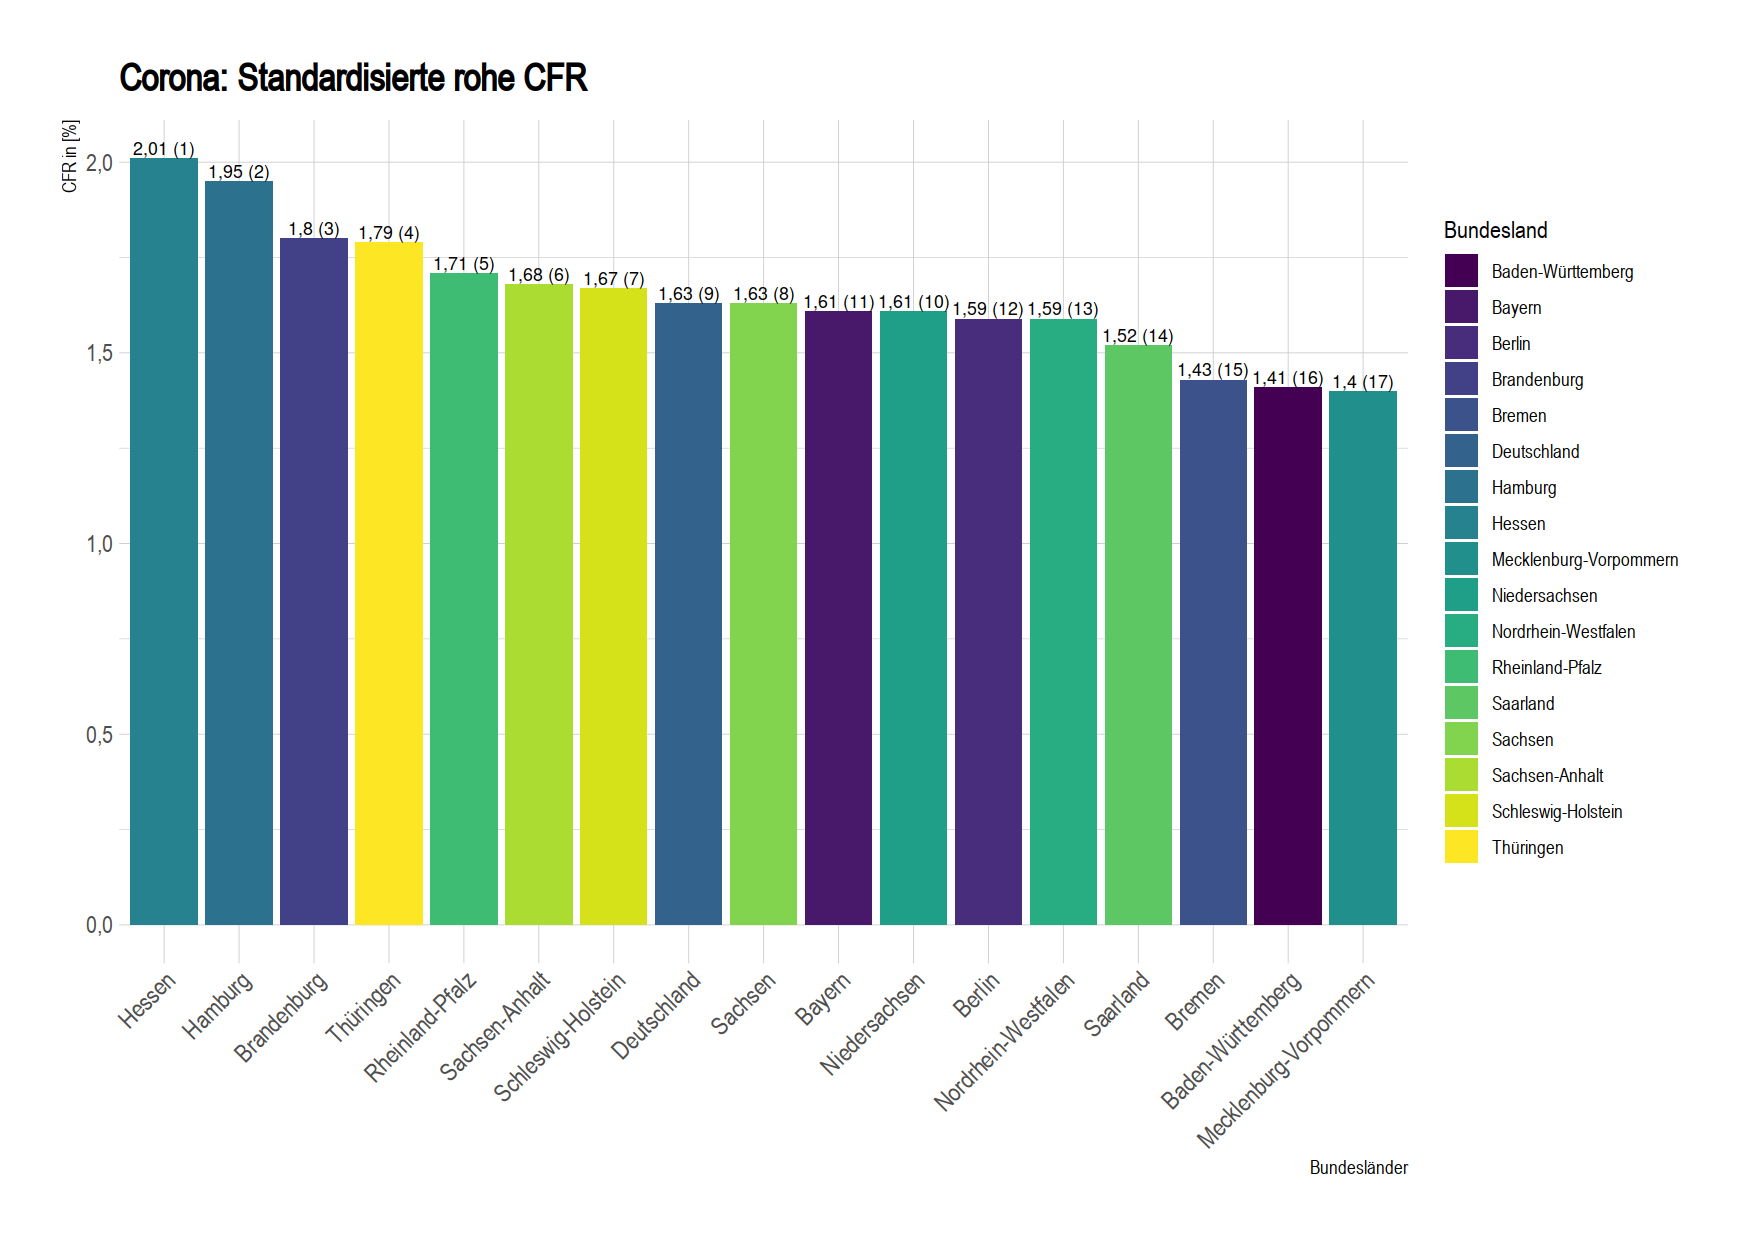 Corona: Standardisierte rohe CFR
CFR in [%]
2,0
1,5
1,0
0,5
0,0
2,01 (1)
1,95 (2)
1,8 (3)
1,79 (4)
1,71 (5)
1,68 (6)
1,67 (7)
1,63 (9)
1,63 (8)
1,61 (11)
1,61 (10)
1,59 (12)
1,59 (13)
1,52 (14)
1,43 (15)
1,41 (16)
1,4 (17)
Hessen
Hamburg
Brandenburg
Thüringen
Rheinland-Pfalz
Sachsen-Anhalt
Schleswig-Holstein
Deutschland
Sachsen
Bayern
Niedersachsen
Berlin
Nordrhein-Westfalen
Saarland
Bremen
Baden-Württemberg
Mecklenburg-Vorpommern
Bundesländer
Bundesland
Baden-Württemberg
Bayern
Berlin
Brandenburg
Bremen
Deutschland
Hamburg
Hessen
Mecklenburg-Vorpommern
Niedersachsen
Nordrhein-Westfalen
Rheinland-Pfalz
Saarland
Sachsen
Sachsen-Anhalt
Schleswig-Holstein
Thüringen